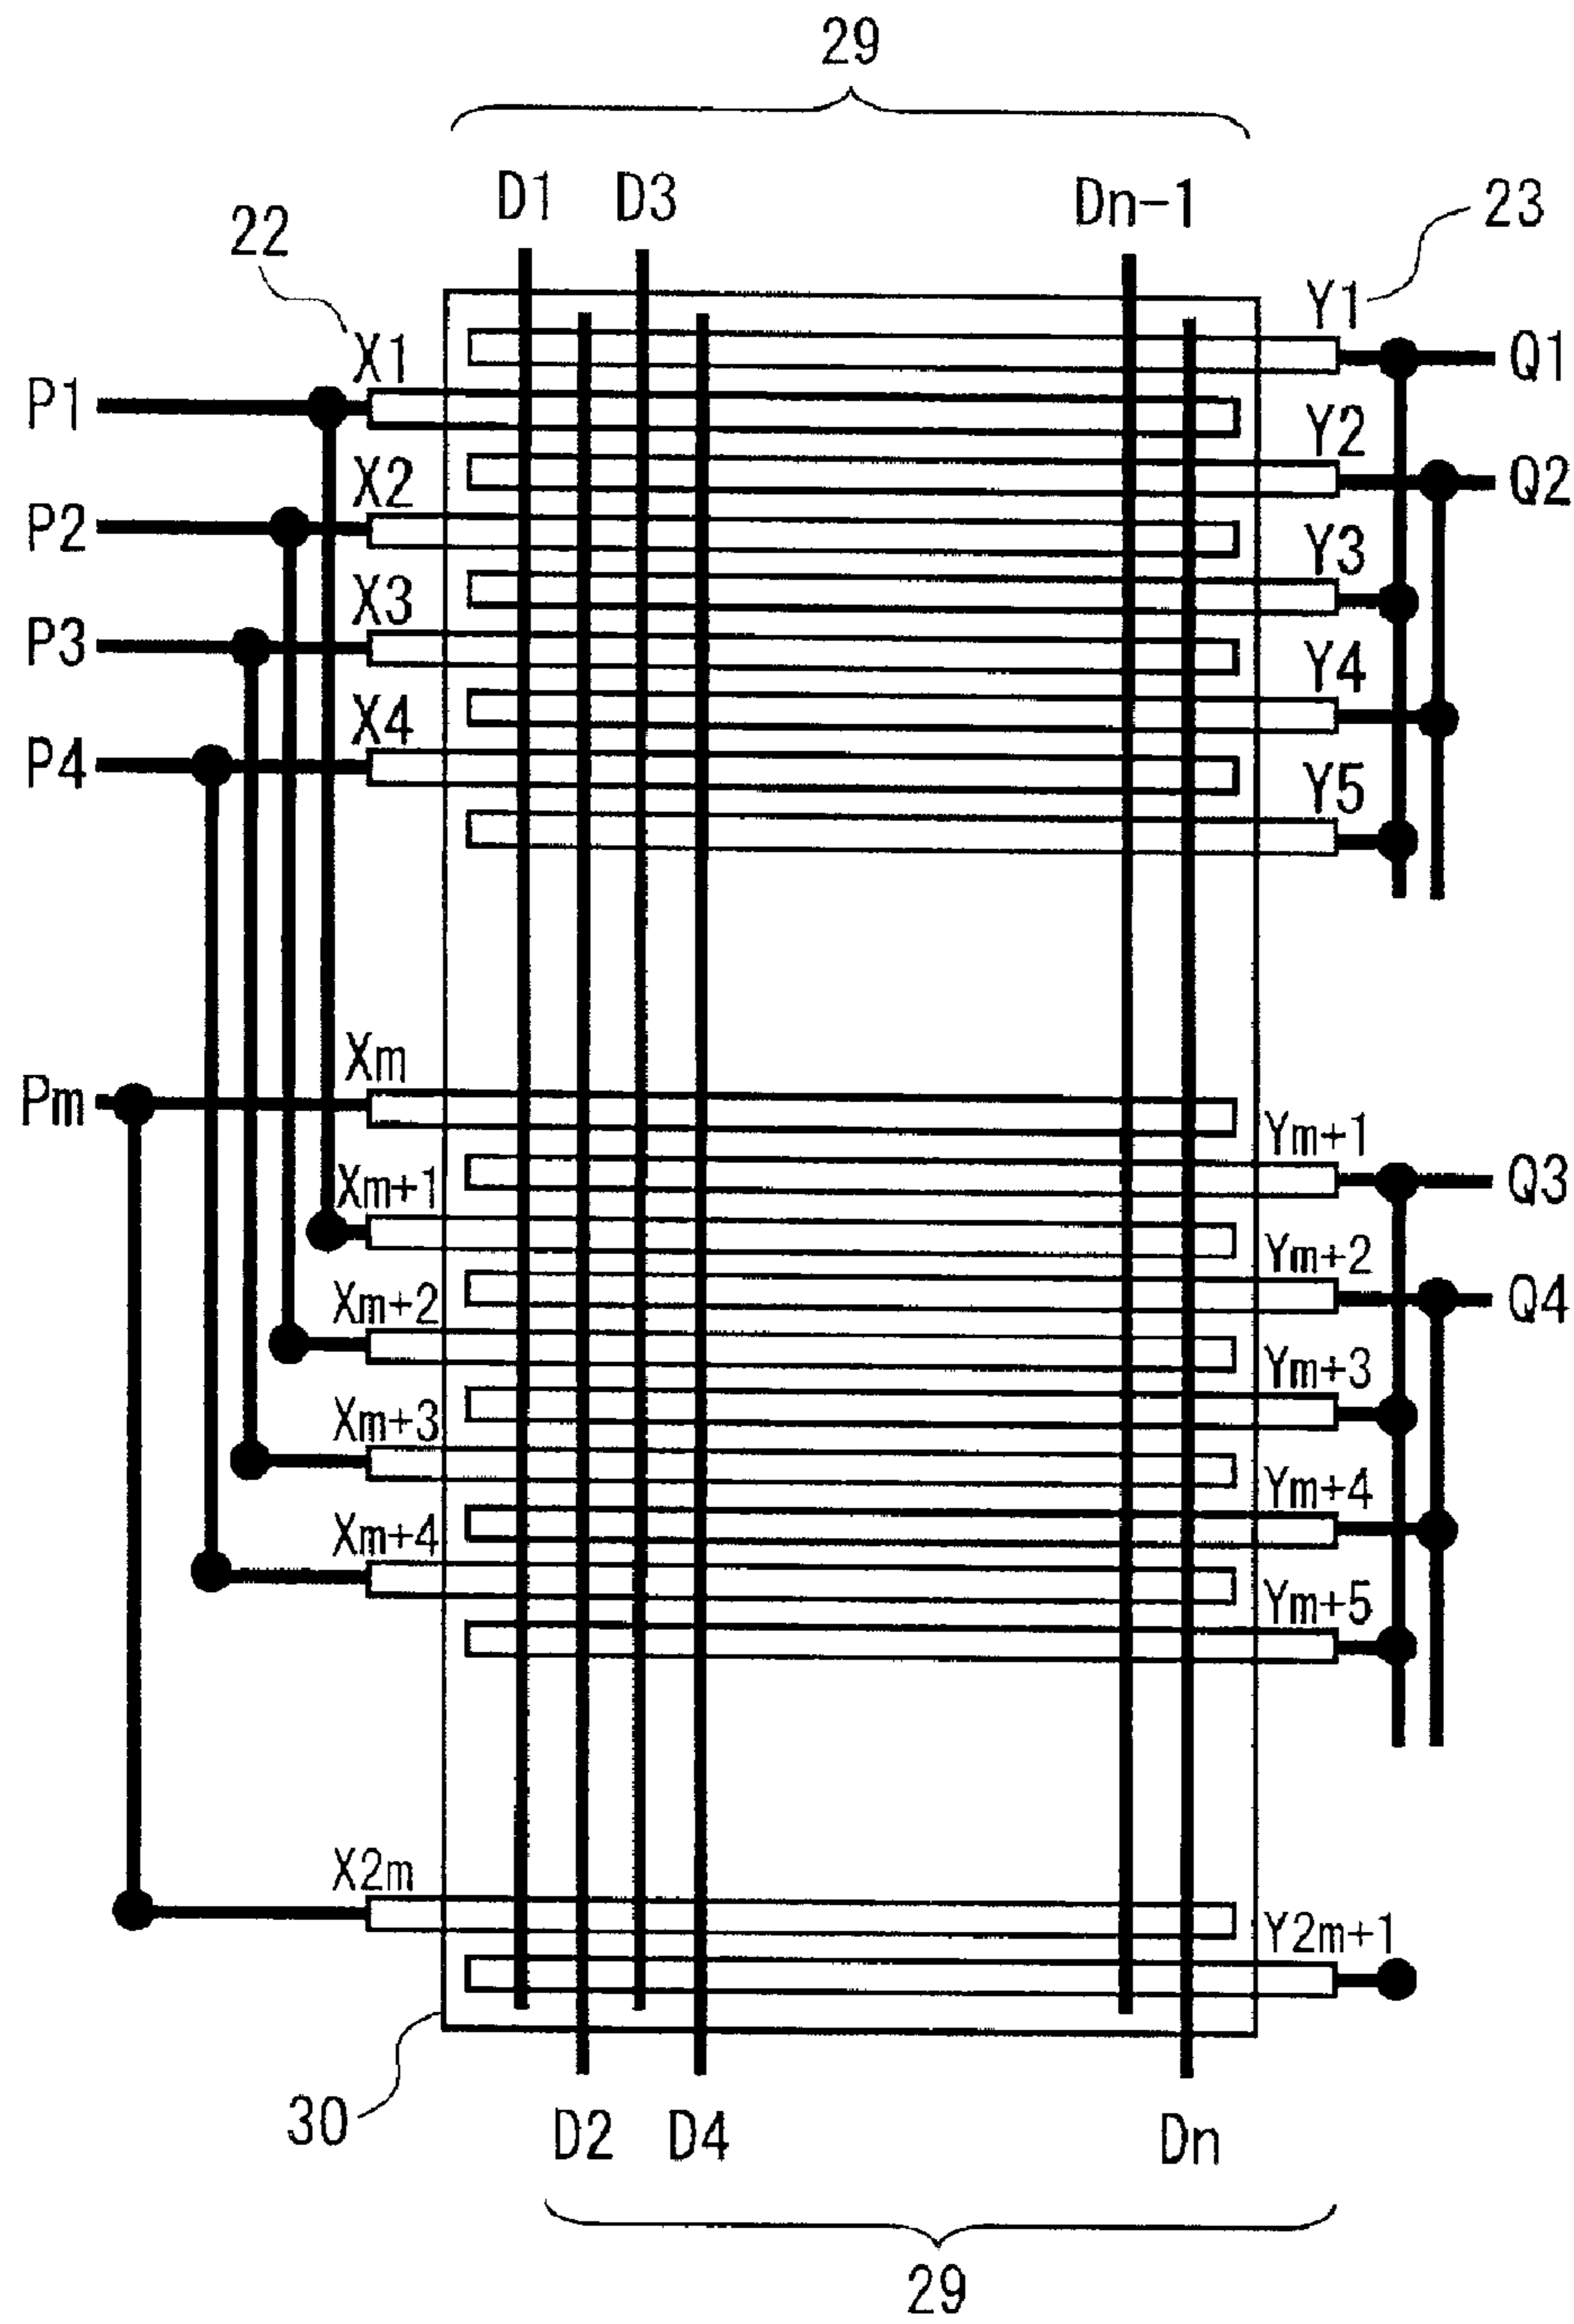 29
D1 D3 Dn-1
22 23
X1 Y1
P1 Q1
X2 Y2
P2 Q2
X3 Y3
P3
X4 Y4
P4 Y5
Xm
Pm Ym+1
Xm+1 Q3
Ym+2
Xm+2 Q4
Ym+3
Xm+3
Ym+4
Xm+4
Ym+5
X2m
Y2m+1
30
D2 D4 Dn
29